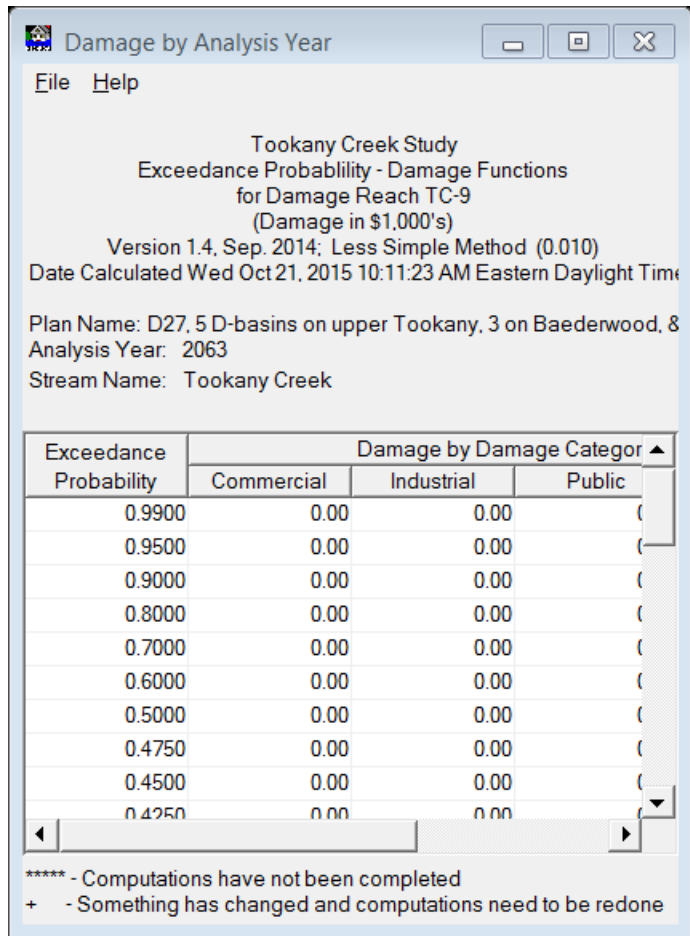 Damage by Analysis Year
File Help
Tookany Creek Study
Exceedance Probablility - Damage Functions
for Damage Reach TC-9
(Damage in $1,000's)
Version 1.4, Sep. 2014; Less Simple Method (0.010)
Date Calculated Wed Oct 21, 2015 10:11:23 AM Eastern Daylight Time
Plan Name: D27, 5 D-basins on upper Tookany, 3 on Baederwood, &
Analysis Year: 2063
Stream Name: Tookany Creek
Exceedance Probability Damage by Damage Categor
Commercial Industrial Public
0.9900 0.00 0.00
0.9500 0.00 0.00
0.9000 0.00 0.00
0.8000 0.00 0.00
0.7000 0.00 0.00
0.6000 0.00 0.00
0.5000 0.00 0.00
0.4750 0.00 0.00
0.4500 0.00 0.00
0.4250 0.00 0.00
***** - Computations have not been completed
+ - Something has changed and computations need to be redone